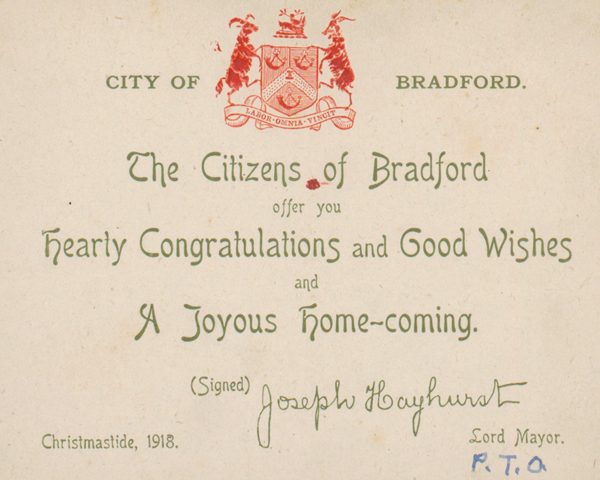 CITY OF BRADFORD.
LABOR·OMNIA·VINCIT
The Citizens of Bradford
offer you
Hearty Congratulations and Good Wishes
and
A Joyous Home-coming.
(Signed) Joseph Hayhurst
Christmastide, 1918. Lord Mayor.
P.T.O.